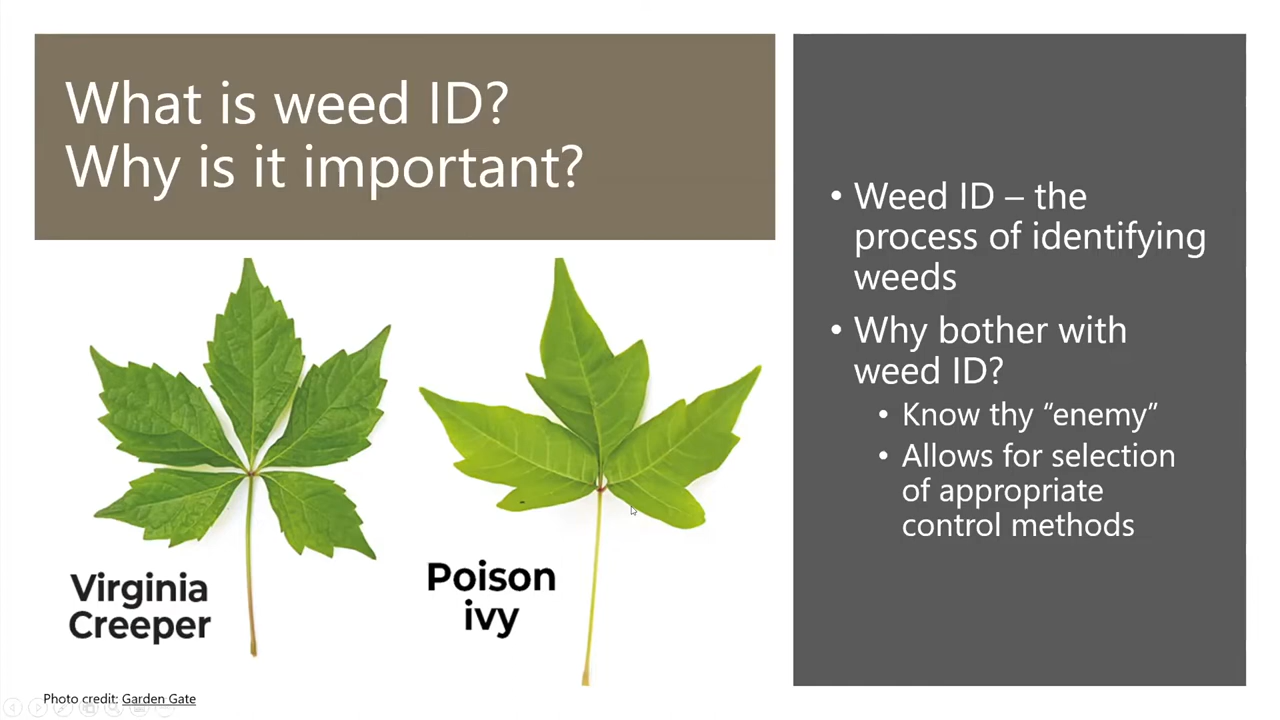 What is weed ID?
Why is it important?
• Weed ID – the
process of identifying
weeds
• Why bother with
weed ID?
• Know thy “enemy”
• Allows for selection
of appropriate
control methods
Virginia
Creeper
Poison
ivy
Photo credit: Garden Gate